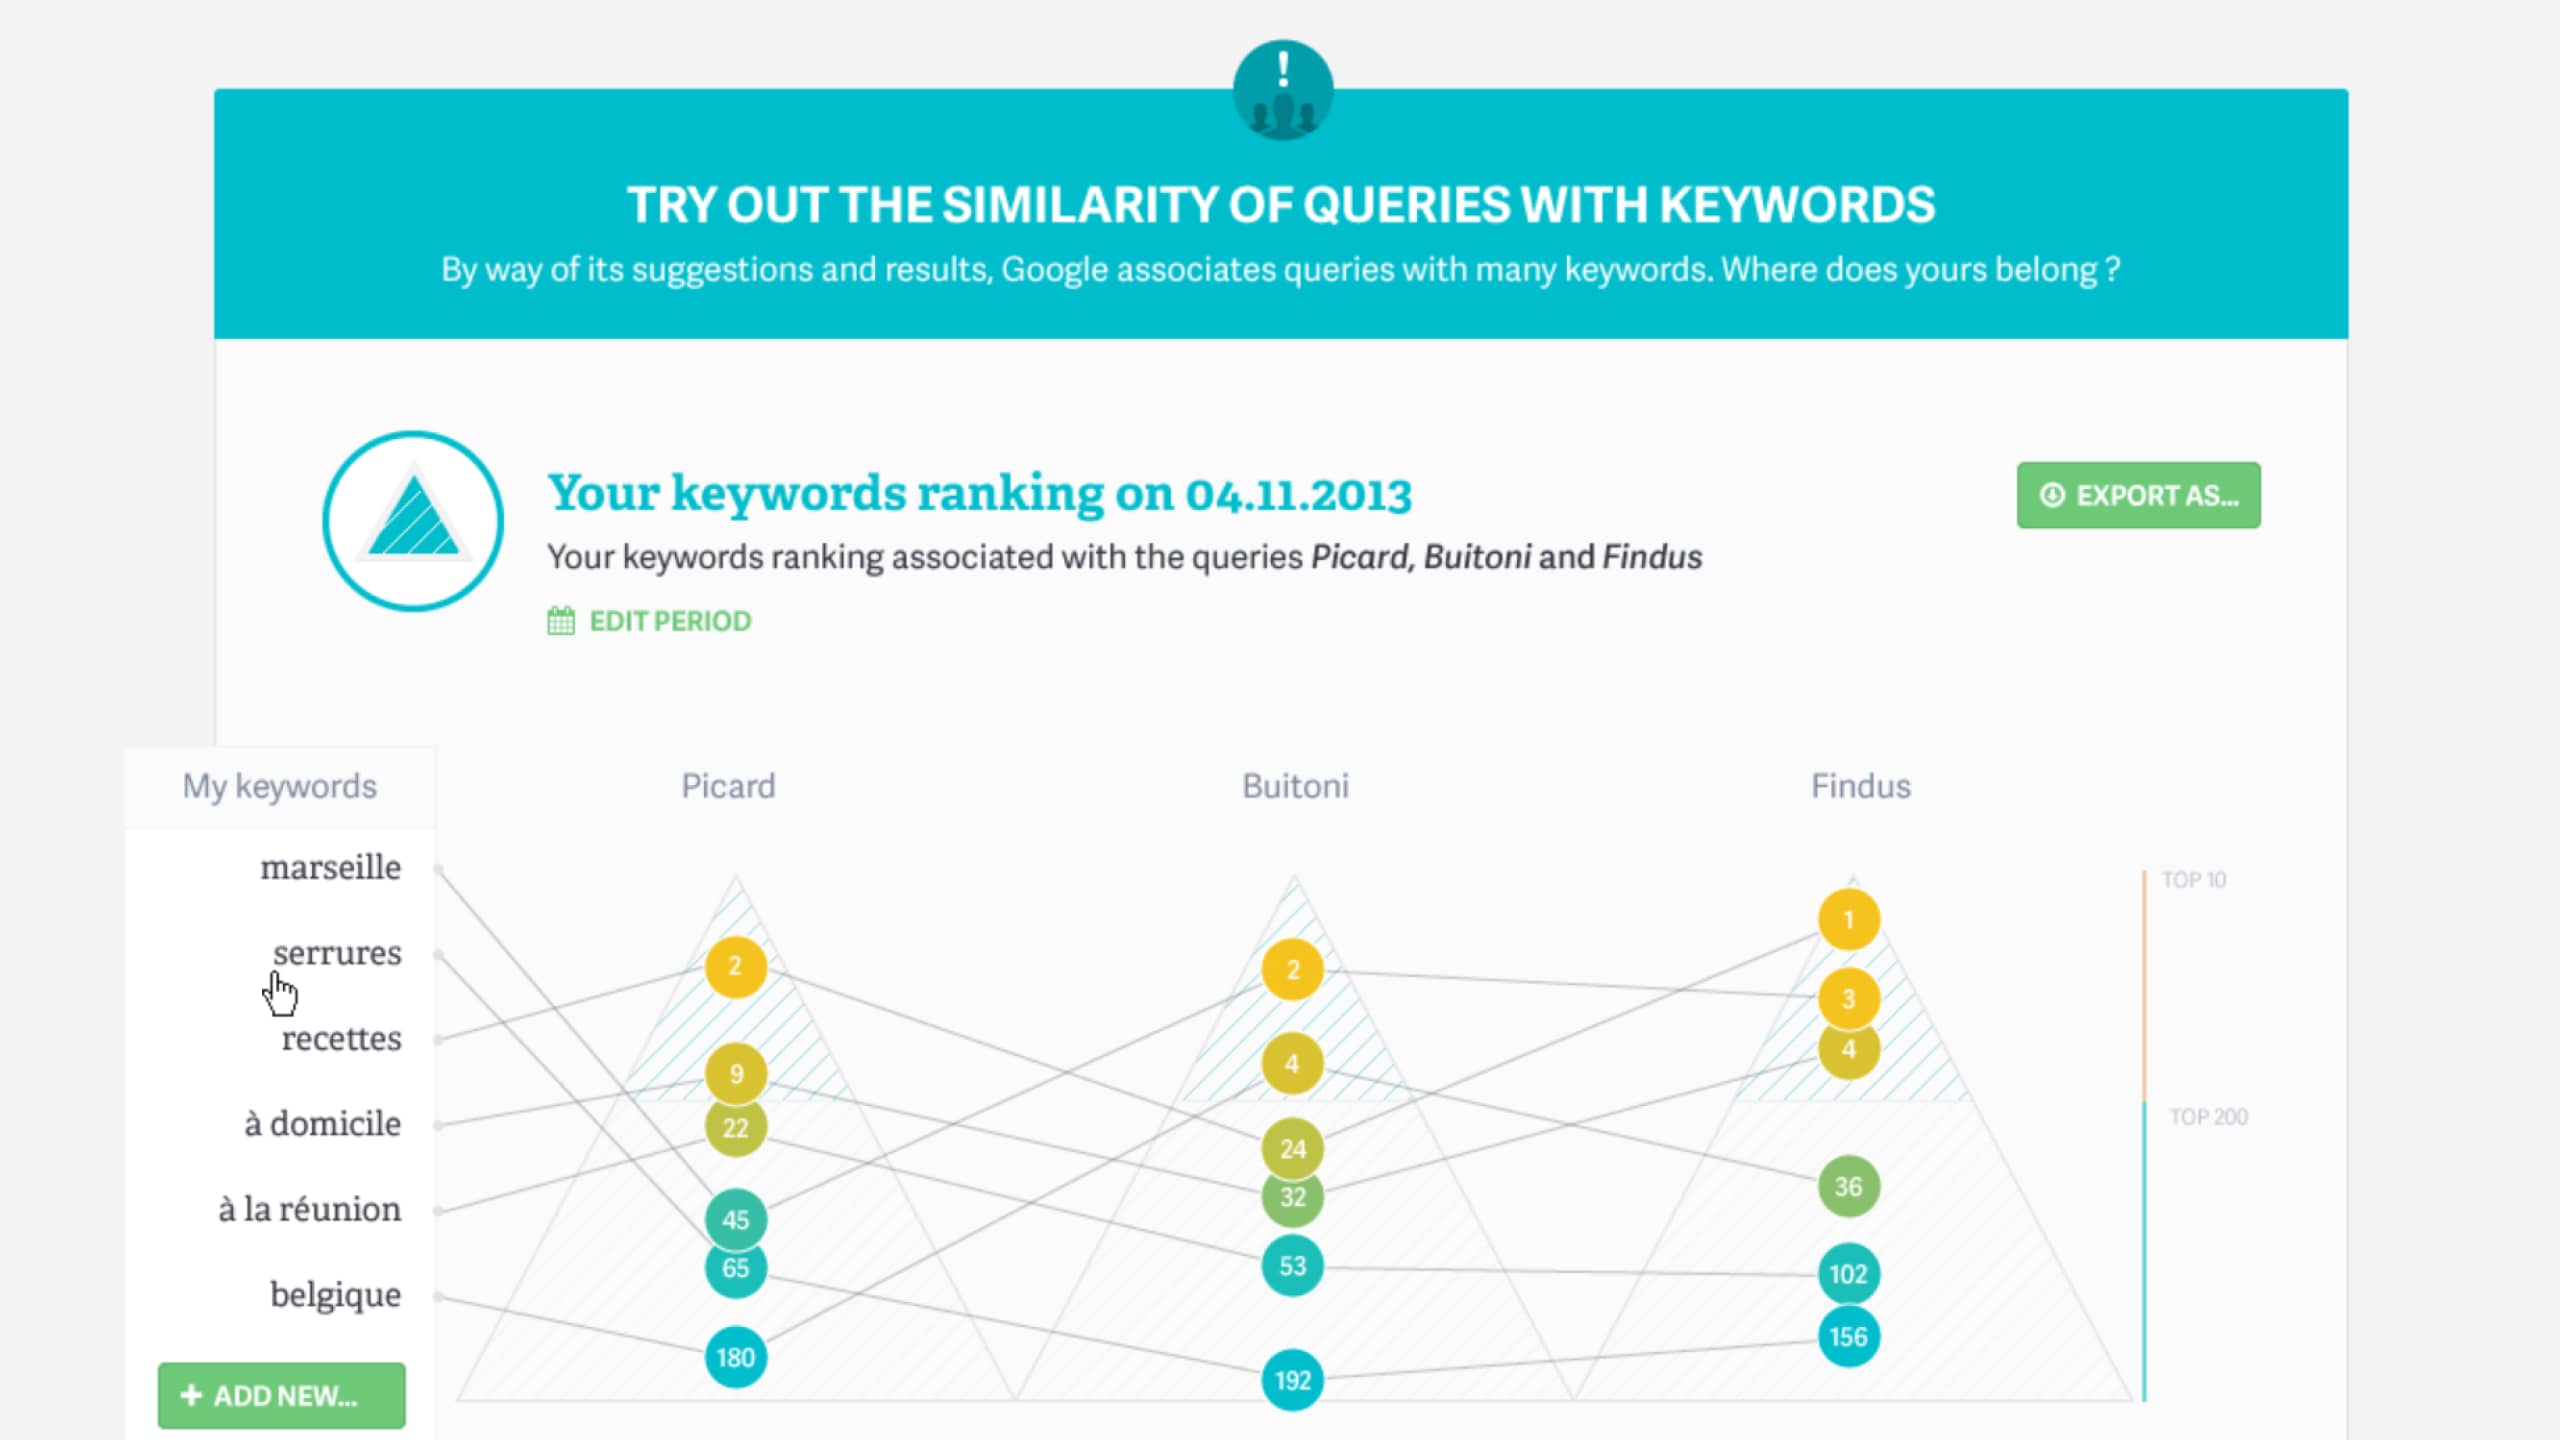 !
TRY OUT THE SIMILARITY OF QUERIES WITH KEYWORDS
By way of its suggestions and results, Google associates queries with many keywords. Where does yours belong ?
Your keywords ranking on 04.11.2013
Your keywords ranking associated with the queries Picard, Buitoni and Findus
EDIT PERIOD
EXPORT AS...
My keywords
Picard
Buitoni
Findus
marseille
serrures
recettes
à domicile
à la réunion
belgique
+ ADD NEW...
2
9
22
45
65
180
2
4
24
32
53
192
1
3
4
36
102
156
TOP 10
TOP 200